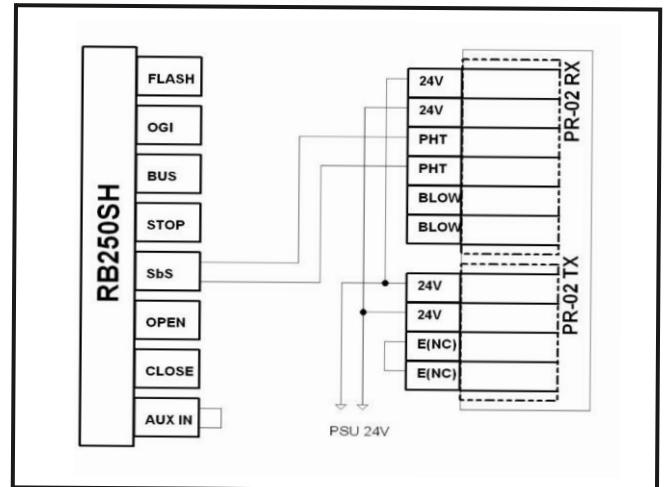 RB250SH
FLASH
OGI
BUS
STOP
SbS
OPEN
CLOSE
AUX IN
PR-02 RX
24V
24V
PHT
PHT
BLOW
BLOW
PR-02 TX
24V
24V
E(NC)
E(NC)
PSU 24V